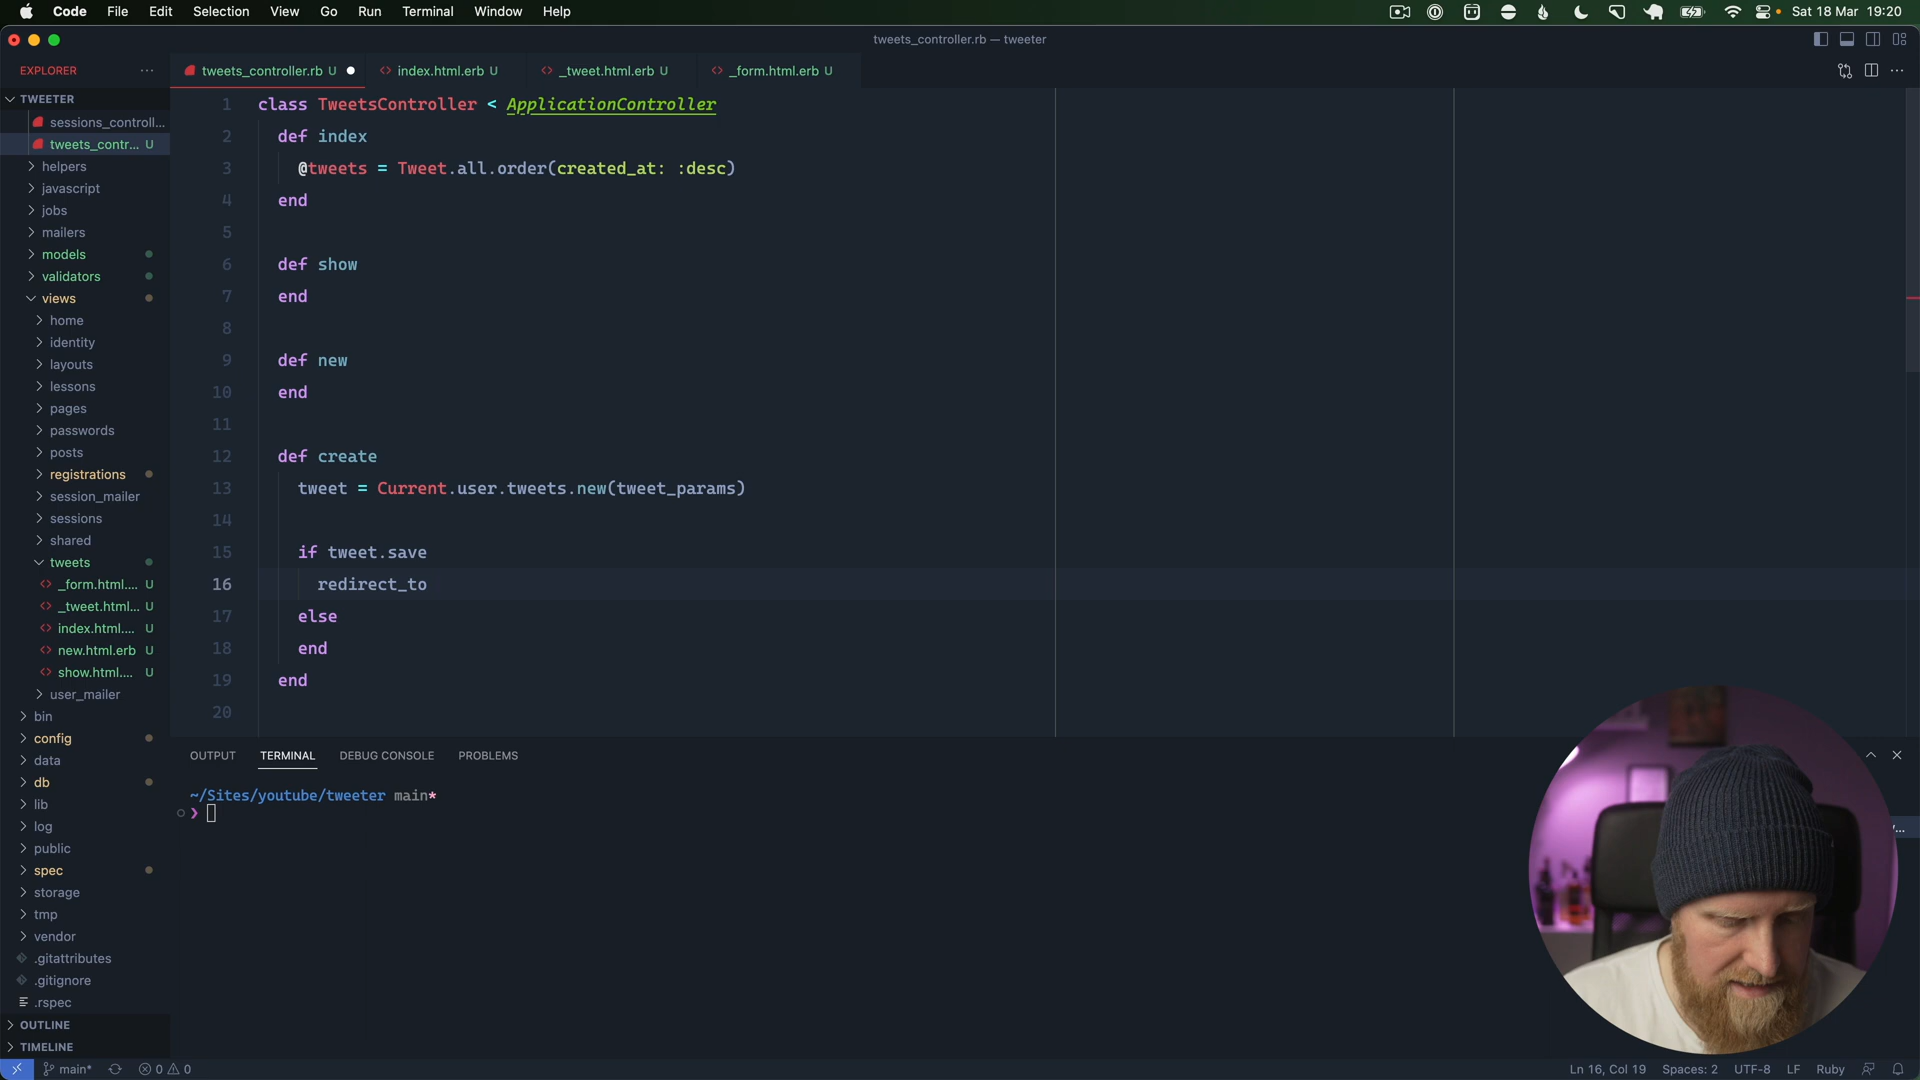 Code File Edit Selection View Go Run Terminal Window Help Sat 18 Mar 19:20
tweets_controller.rb — tweeter
EXPLORER
tweets_controller.rb U index.html.erb U _tweet.html.erb U _form.html.erb U
TWEETER
sessions_controll...
tweets_contr... U
helpers
javascript
jobs
mailers
models
validators
views
home
identity
layouts
lessons
pages
passwords
posts
registrations
session_mailer
sessions
shared
tweets
_form.html.... U
_tweet.html... U
index.html.... U
new.html.erb U
show.html.... U
user_mailer
bin
config
data
db
lib
log
public
spec
storage
tmp
vendor
.gitattributes
.gitignore
.rspec
OUTLINE
TIMELINE
1 class TweetsController < ApplicationController
2 def index
3 @tweets = Tweet.all.order(created_at: :desc)
4 end
5
6 def show
7 end
8
9 def new
10 end
11
12 def create
13 tweet = Current.user.tweets.new(tweet_params)
14
15 if tweet.save
16 redirect_to
17 else
18 end
19 end
20
OUTPUT TERMINAL DEBUG CONSOLE PROBLEMS
~/Sites/youtube/tweeter main*
❯
main* 0 0 Ln 16, Col 19 Spaces: 2 UTF-8 LF Ruby